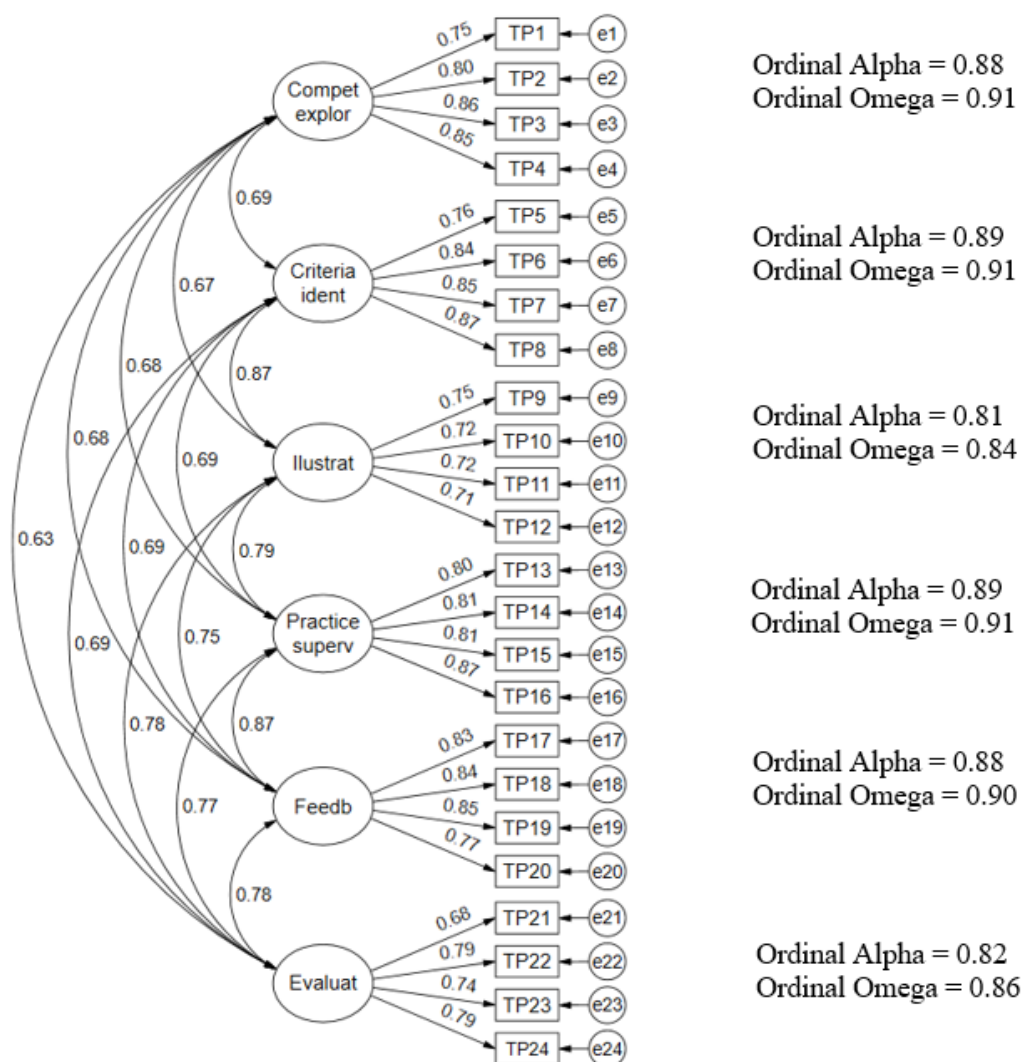 0.75
TP1
e1
0.80
TP2
e2
0.86
TP3
e3
0.85
TP4
e4
Compet
explor
Ordinal Alpha = 0.88
Ordinal Omega = 0.91
0.69
0.76
TP5
e5
0.84
TP6
e6
0.85
TP7
e7
0.87
TP8
e8
Criteria
ident
Ordinal Alpha = 0.89
Ordinal Omega = 0.91
0.67
0.87
0.68
0.75
TP9
e9
0.72
TP10
e10
0.72
TP11
e11
0.71
TP12
e12
Ilustrat
Ordinal Alpha = 0.81
Ordinal Omega = 0.84
0.68
0.69
0.63
0.69
0.79
0.80
TP13
e13
0.81
TP14
e14
0.81
TP15
e15
0.87
TP16
e16
Practice
superv
Ordinal Alpha = 0.89
Ordinal Omega = 0.91
0.69
0.75
0.78
0.87
0.83
TP17
e17
0.84
TP18
e18
0.85
TP19
e19
0.77
TP20
e20
Feedb
Ordinal Alpha = 0.88
Ordinal Omega = 0.90
0.77
0.78
0.68
TP21
e21
0.79
TP22
e22
0.74
TP23
e23
0.79
TP24
e24
Evaluat
Ordinal Alpha = 0.82
Ordinal Omega = 0.86